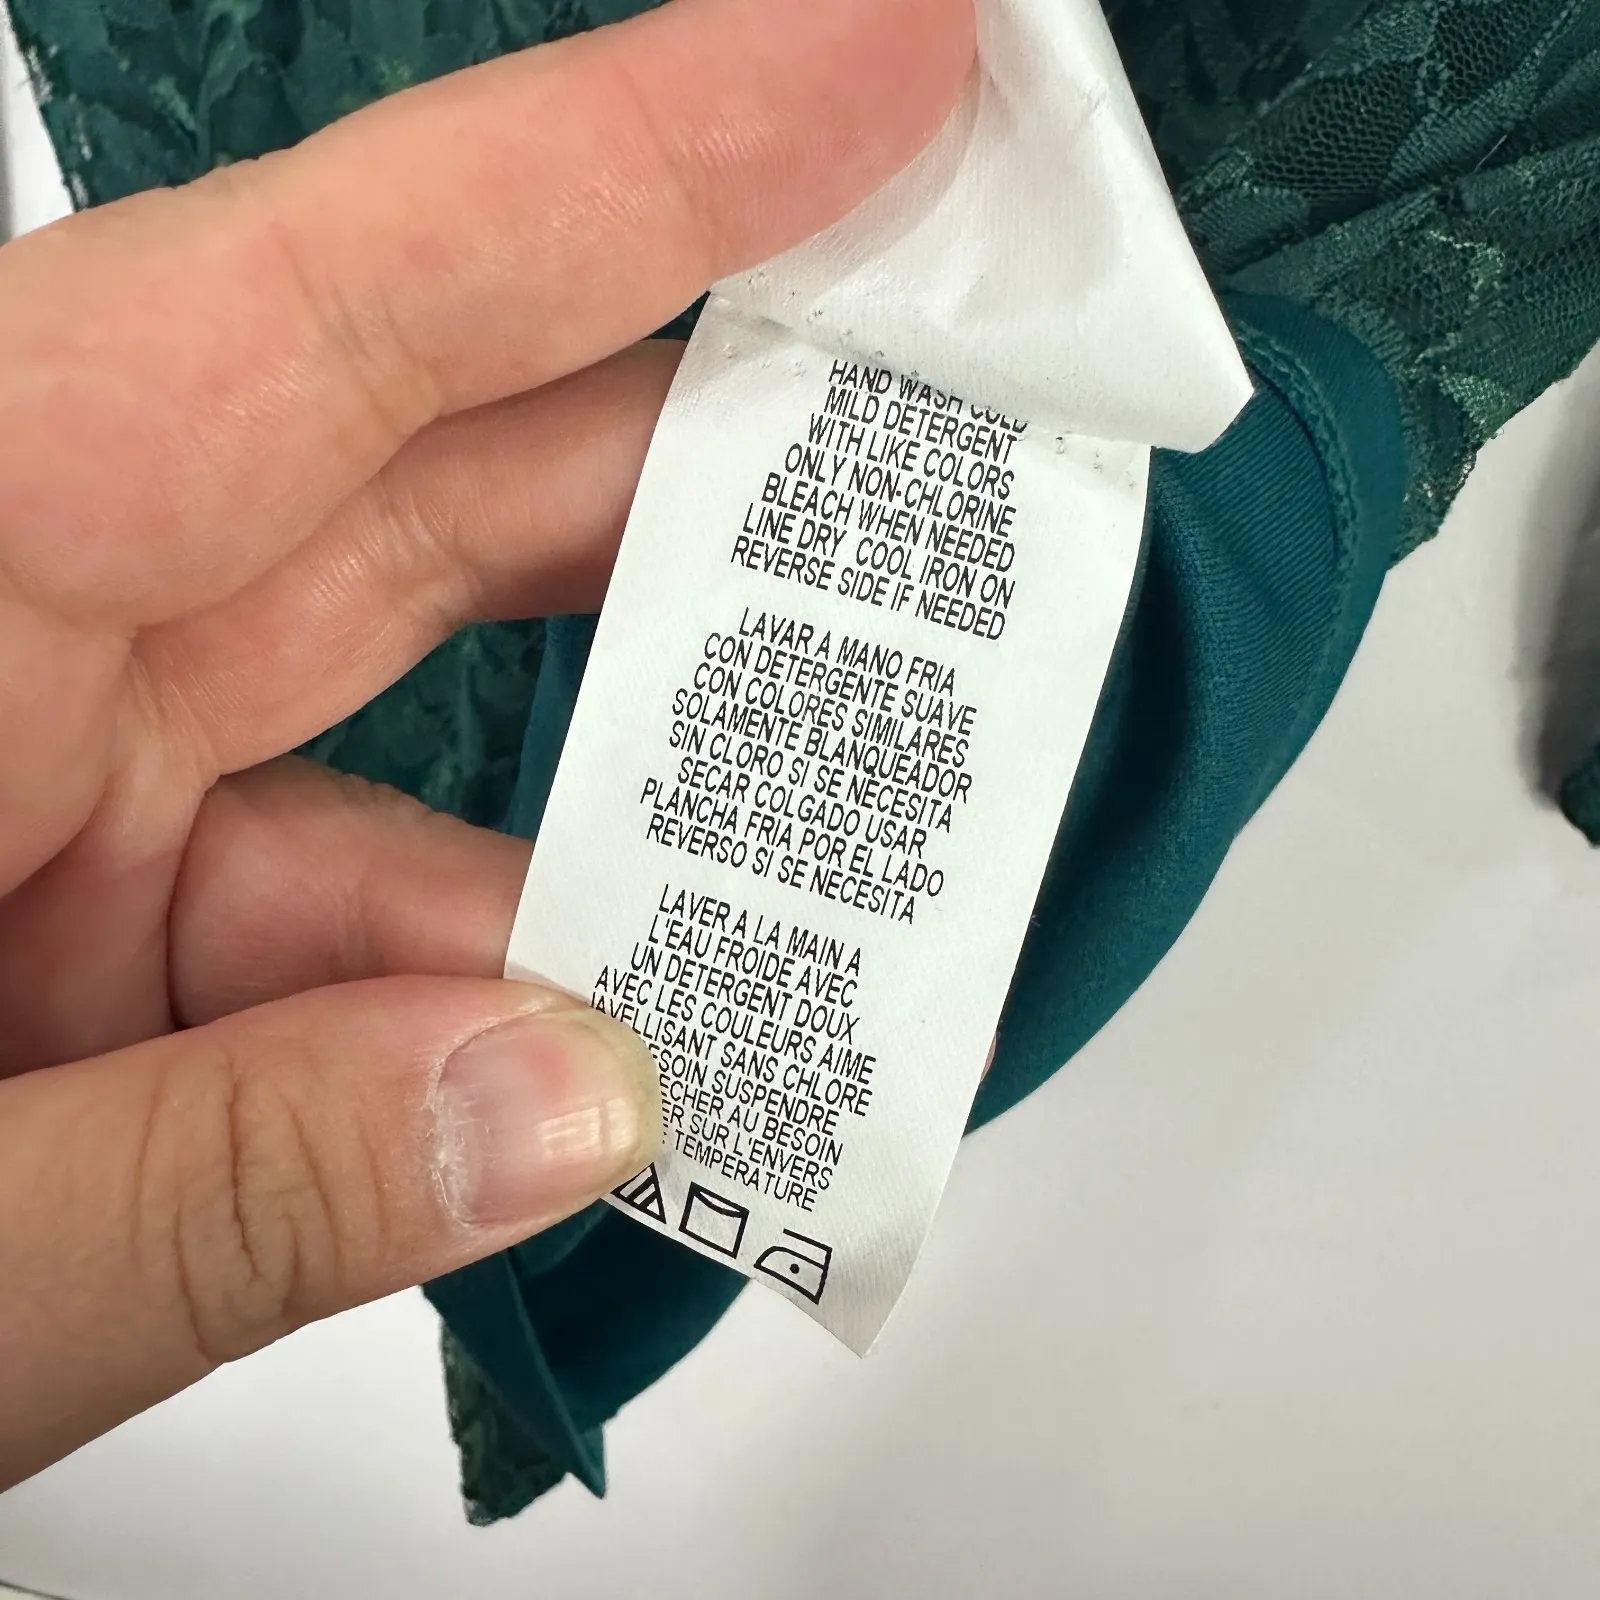 HAND WASH COLD
MILD DETERGENT
WITH LIKE COLORS
ONLY NON-CHLORINE
BLEACH WHEN NEEDED
LINE DRY COOL IRON ON
REVERSE SIDE IF NEEDED
LAVAR A MANO FRIA
CON DETERGENTE SUAVE
CON COLORES SIMILARES
SOLAMENTE BLANQUEADOR
SIN CLORO SI SE NECESITA
SECAR COLGADO USAR
PLANCHA FRIA POR EL LADO
REVERSO SI SE NECESITA
LAVER A LA MAIN A
L'EAU FROIDE AVEC
UN DETERGENT DOUX
AVEC LES COULEURS AIME
JAVELLISANT SANS CHLORE
SUSPENDRE
AU BESOIN
SUR L'ENVERS
TEMPERATURE